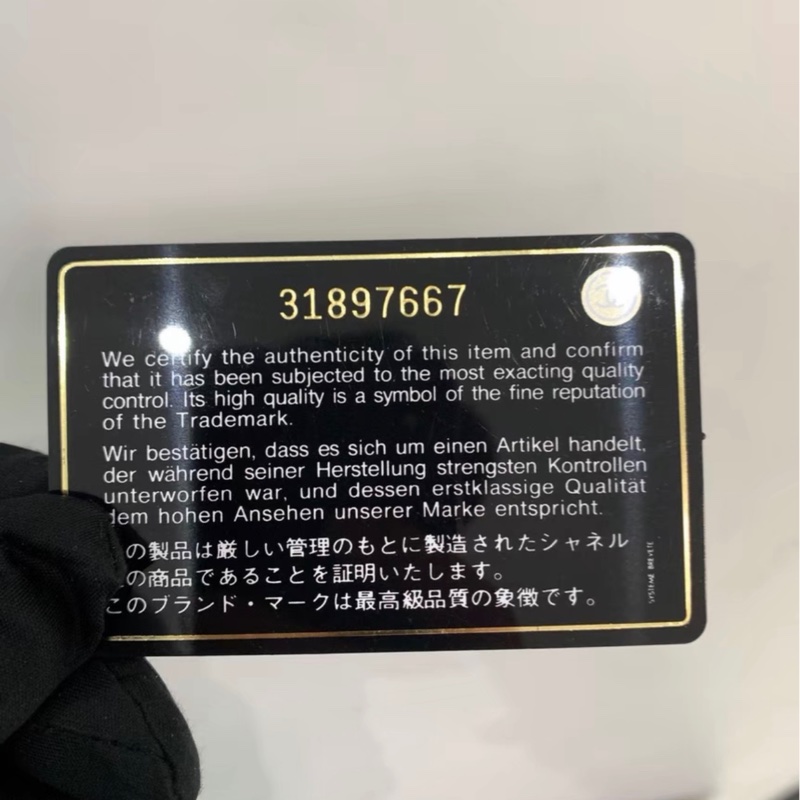 31897667
We certify the authenticity of this item and confirm
that it has been subjected to the most exacting quality
control. Its high quality is a symbol of the fine reputation
of the Trademark.
Wir bestätigen, dass es sich um einen Artikel handelt,
der während seiner Herstellung strengsten Kontrollen
unterworfen war, und dessen erstklassige Qualität
dem hohen Ansehen unserer Marke entspricht.
この製品は厳しい管理のもとに製造されたシャネル
の商品であることを証明いたします。
このブランド・マークは最高級品質の象徴です。
SYSTEME BREVETE